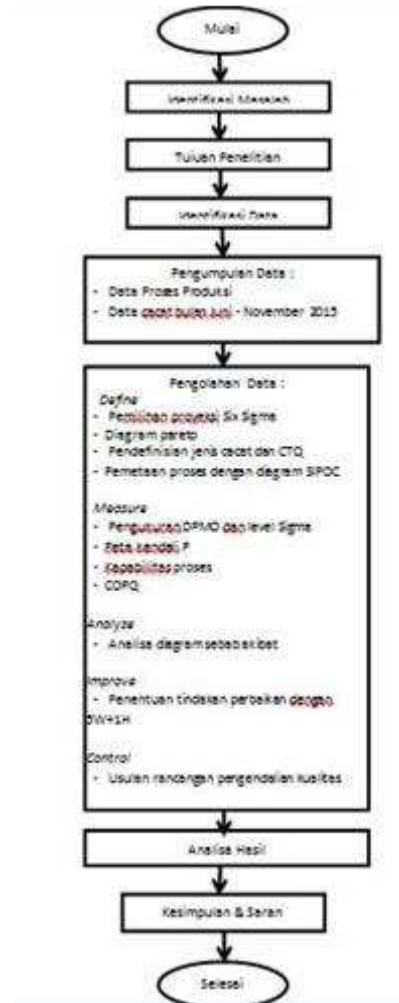 Mulai
Identifikasi Masalah
Tujuan Penelitian
Identifikasi Data
Pengumpulan Data :
- Data Proses Produksi
- Data cacat bulan Juni - November 2015
Pengolahan Data :
Define
- Pemilihan proyeksi Six Sigma
- Diagram pareto
- Pendefinisian jenis cacat dan CTQ
- Pemetaan proses dengan diagram SIPOC
Measure
- Pengukuran DPMO dan level Sigma
- Peta kendali P
- Kapabilitas proses
- COPQ
Analyze
- Analisa diagram sebab akibat
Improve
- Penentuan tindakan perbaikan dengan
5W+1H
Control
- Usulan rancangan pengendalian kualitas
Analisa Hasil
Kesimpulan & Saran
Selesai